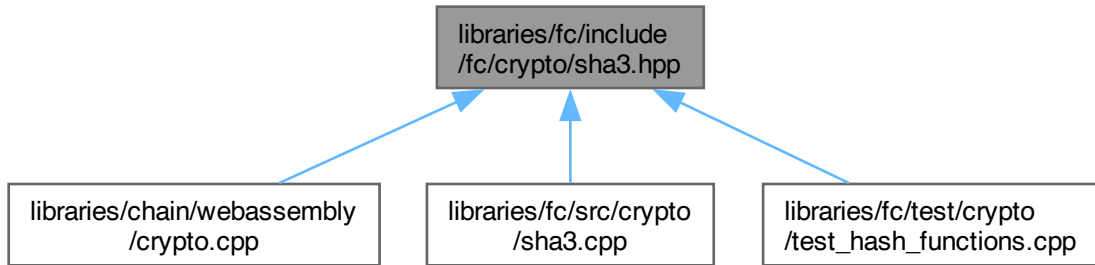 libraries/fc/include
/fc/crypto/sha3.hpp
libraries/chain/webassembly
/crypto.cpp
libraries/fc/src/crypto
/sha3.cpp
libraries/fc/test/crypto
/test_hash_functions.cpp